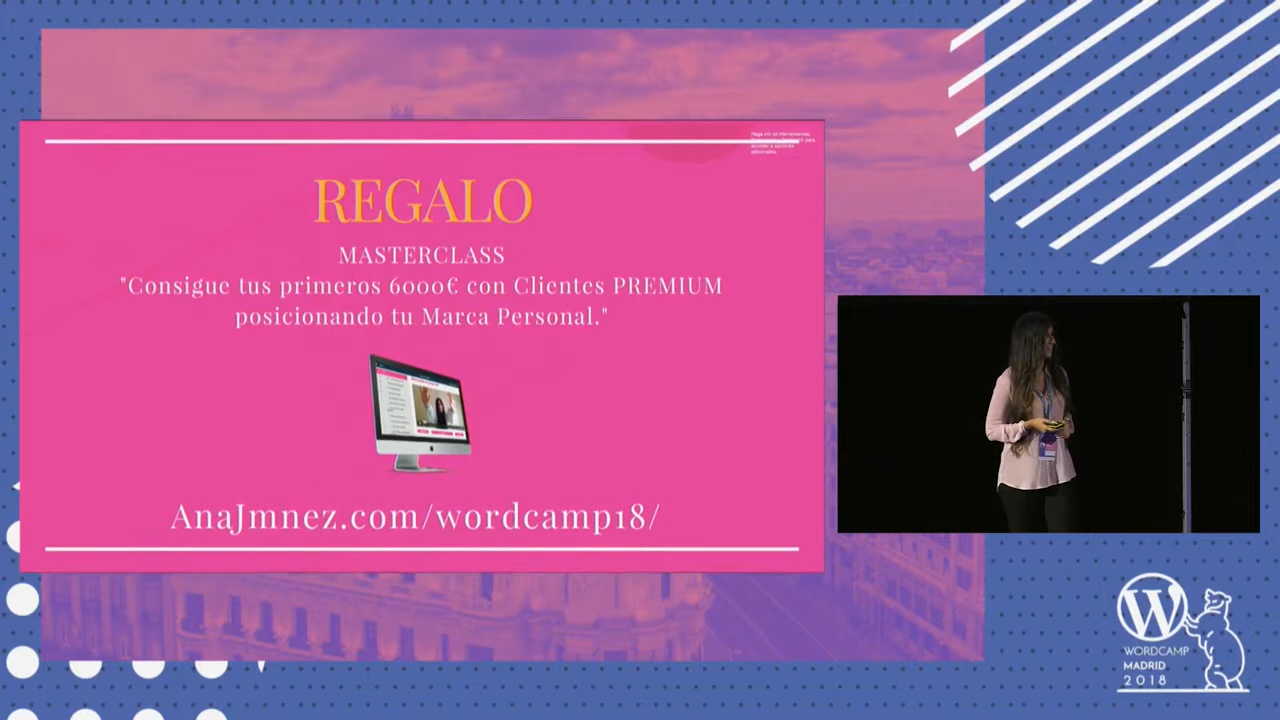 REGALO
MASTERCLASS
"Consigue tus primeros 6000€ con Clientes PREMIUM
posicionando tu Marca Personal."
AnaJmnez.com/wordcamp18/
W
WORDCAMP
MADRID
2018